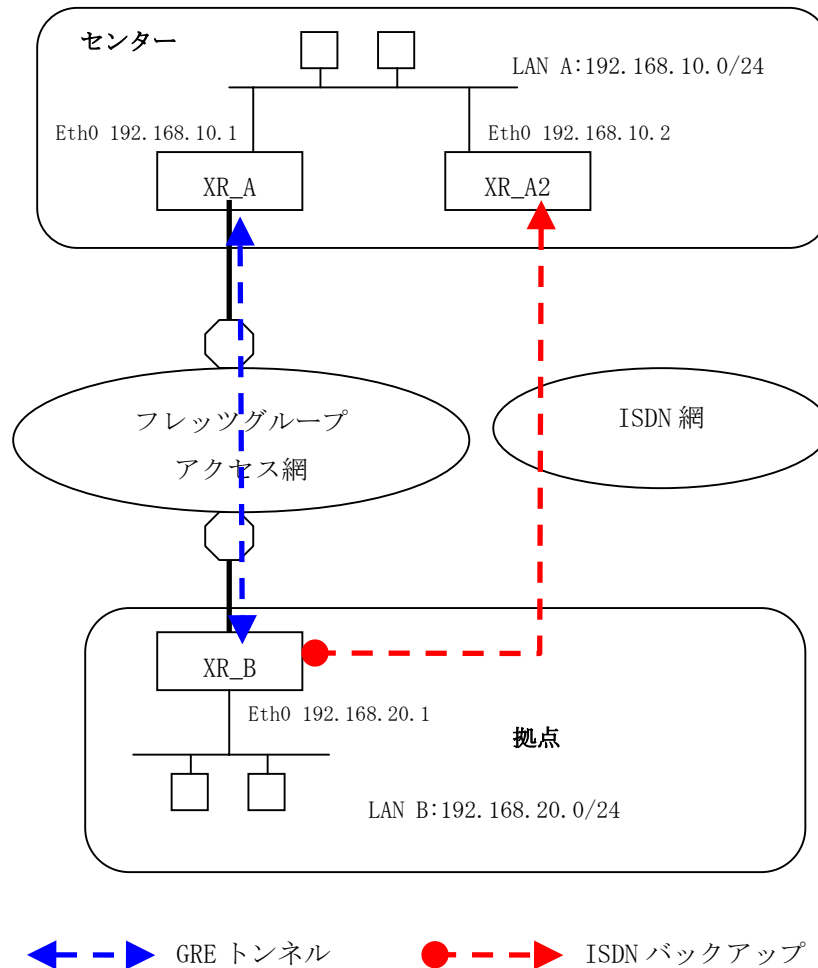 センター
LAN A:192.168.10.0/24
Eth0 192.168.10.1
Eth0 192.168.10.2
XR_A
XR_A2
フレッツグループ
アクセス網
ISDN 網
XR_B
Eth0 192.168.20.1
拠点
LAN B:192.168.20.0/24
GRE トンネル
ISDN バックアップ